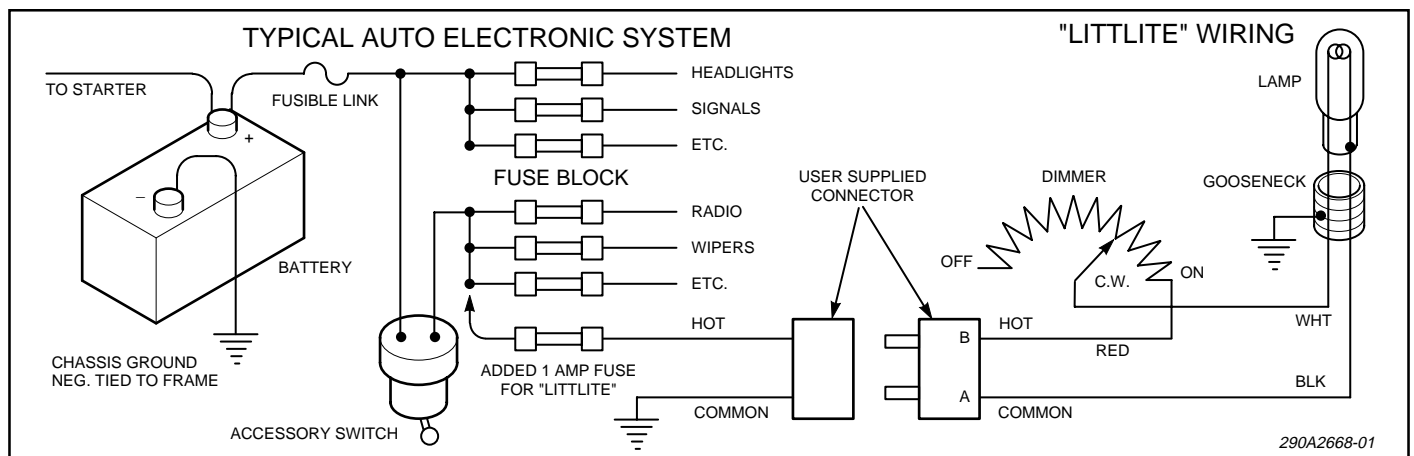 TYPICAL AUTO ELECTRONIC SYSTEM
"LITTLITE" WIRING
TO STARTER
FUSIBLE LINK
HEADLIGHTS
SIGNALS
ETC.
+
−
BATTERY
FUSE BLOCK
RADIO
WIPERS
ETC.
HOT
CHASSIS GROUND
NEG. TIED TO FRAME
ADDED 1 AMP FUSE
FOR "LITTLITE"
COMMON
ACCESSORY SWITCH
USER SUPPLIED
CONNECTOR
DIMMER
LAMP
GOOSENECK
OFF
C.W.
ON
B
HOT
RED
WHT
A
COMMON
BLK
290A2668-01